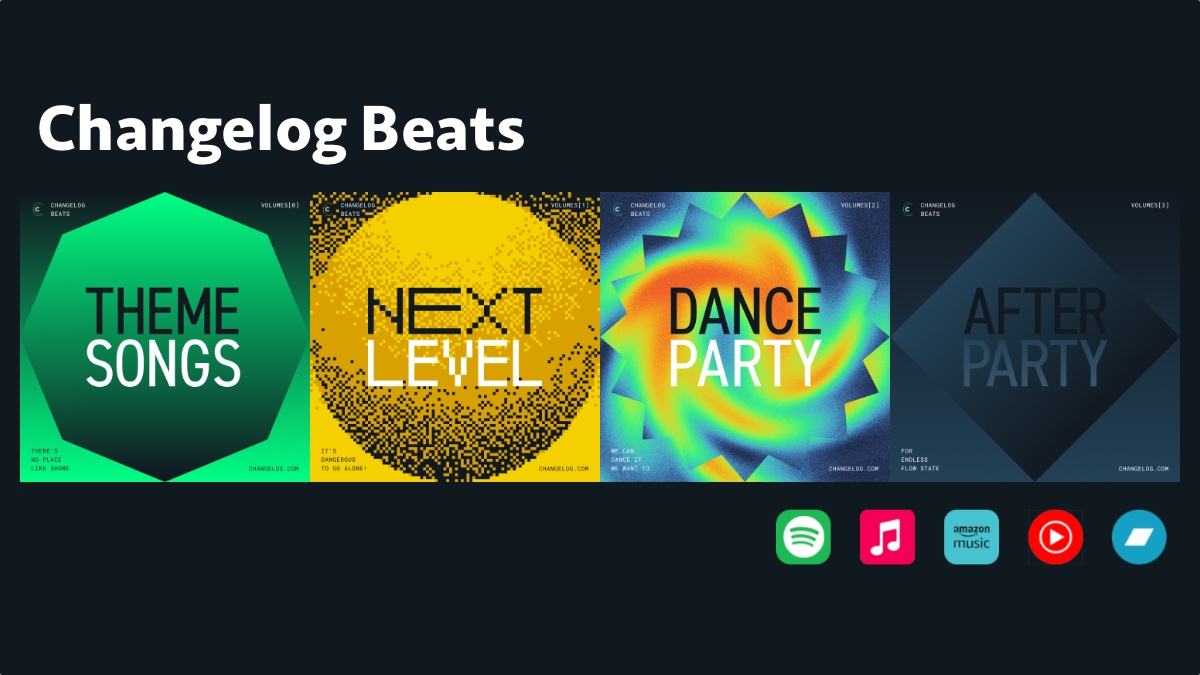 Changelog Beats
CHANGELOG
BEATS
VOLUMES[0]
THEME
SONGS
THERE'S
NO PLACE
LIKE $HOME
CHANGELOG.COM
CHANGELOG
BEATS
VOLUMES[1]
NEXT
LEVEL
IT'S
DANGEROUS
TO GO ALONE!
CHANGELOG.COM
CHANGELOG
BEATS
VOLUMES[2]
DANCE
PARTY
WE CAN
DANCE IF
WE WANT TO
CHANGELOG.COM
CHANGELOG
BEATS
VOLUMES[3]
AFTER
PARTY
FOR
ENDLESS
FLOW STATE
CHANGELOG.COM
amazon
music